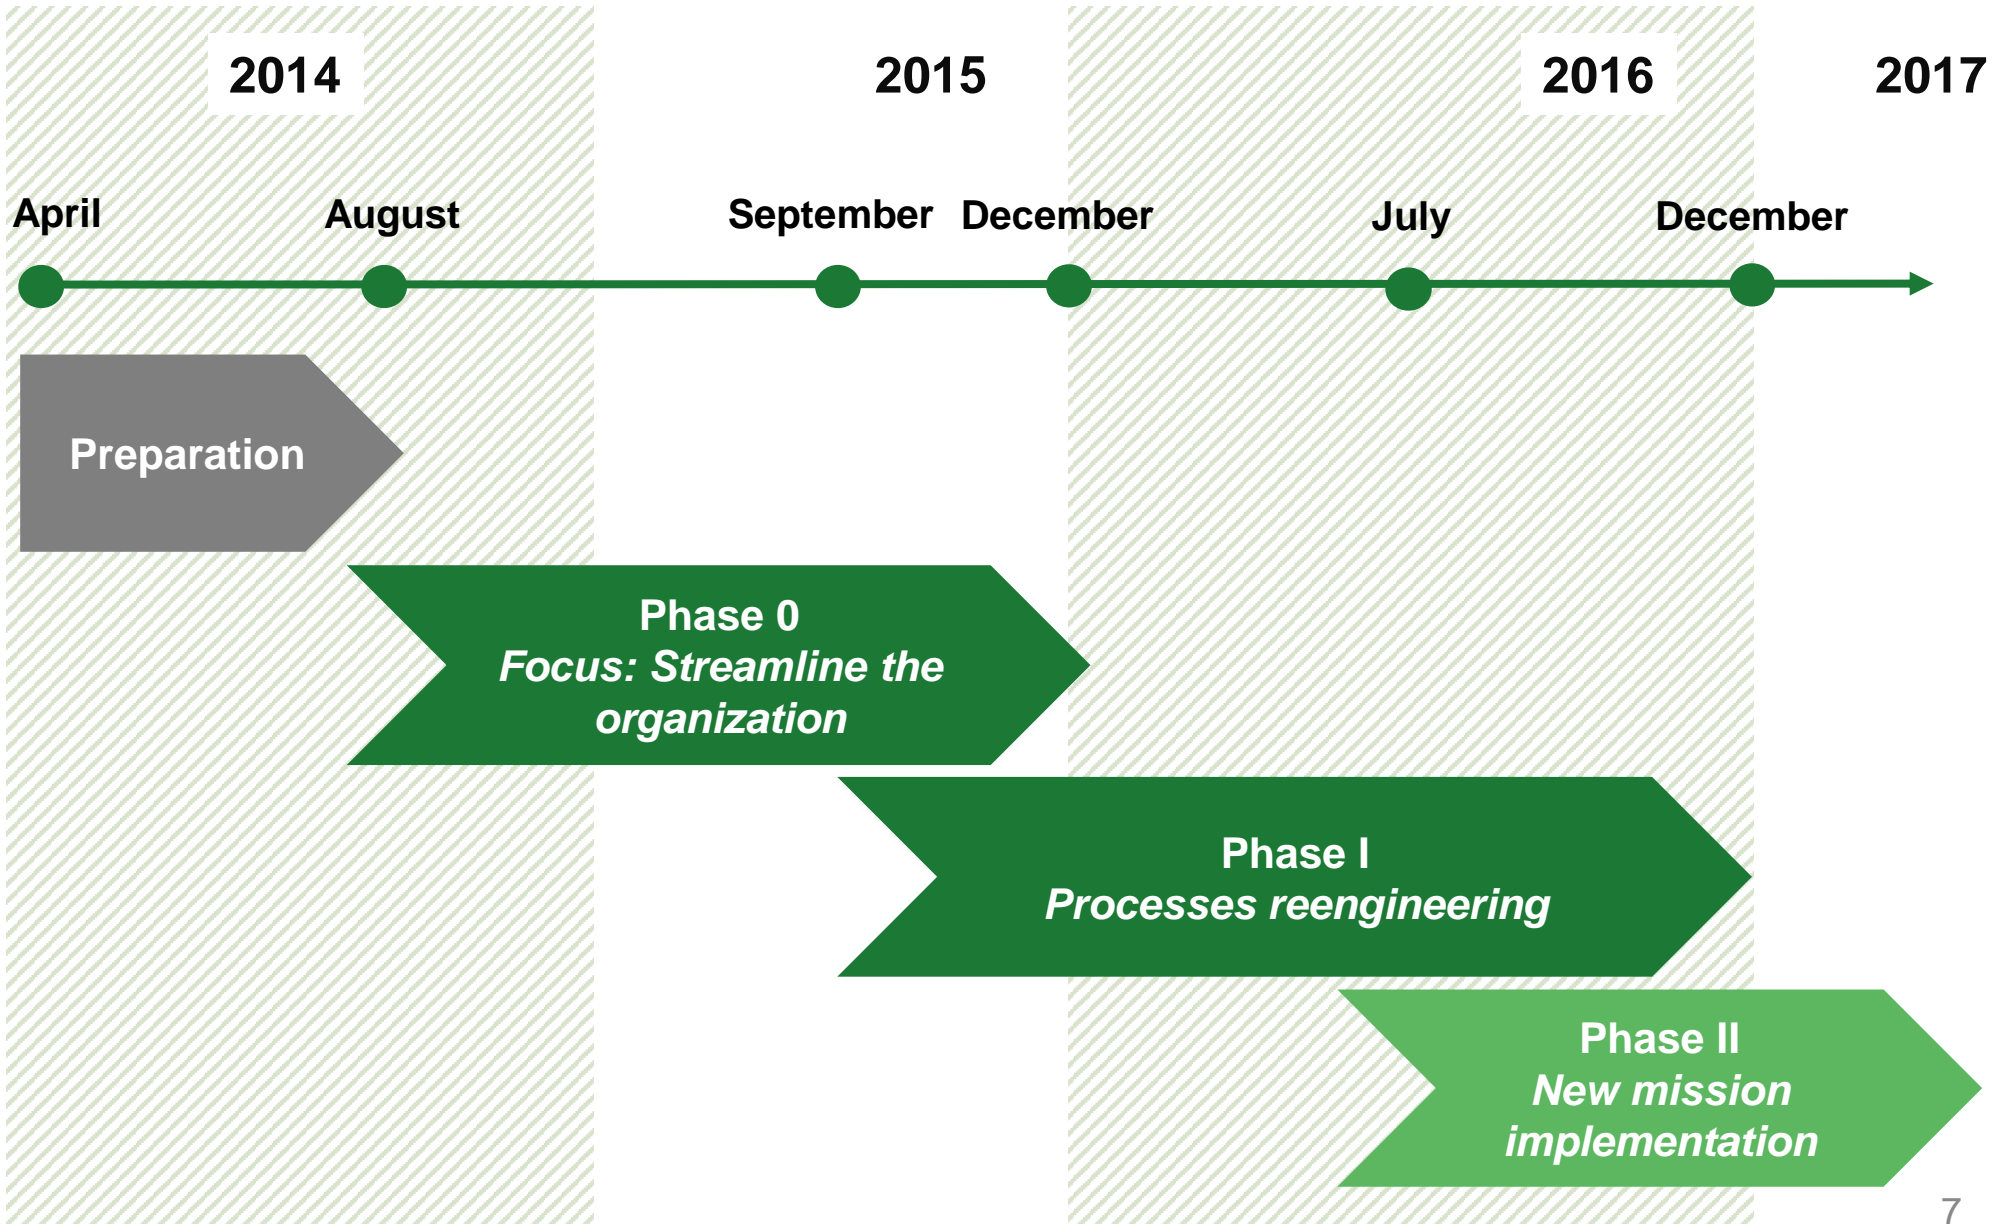 2014
2015
2016
2017
April
August
September
December
July
December
Preparation
Phase 0
Focus: Streamline the
organization
Phase I
Processes reengineering
Phase II
New mission
implementation
7